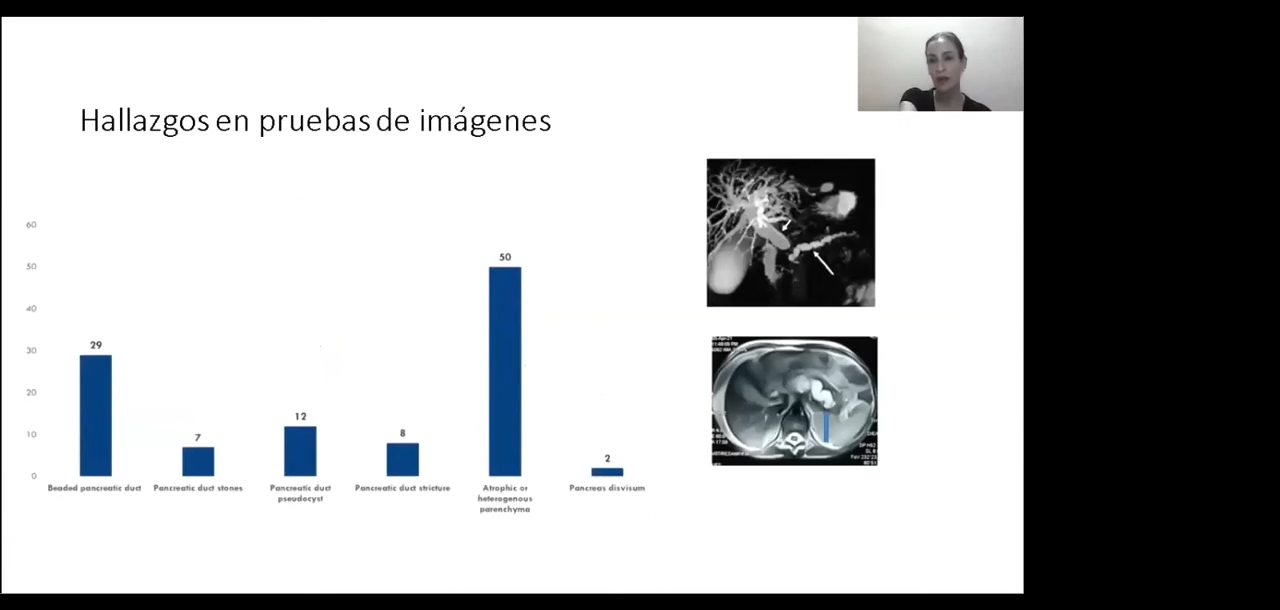 Hallazgos en pruebas de imágenes
60
50
40
30
20
10
0
29
7
12
8
50
2
Beaded pancreatic duct
Pancreatic duct stones
Pancreatic duct
pseudocyst
Pancreatic duct stricture
Atrophic or
heterogenous
parenchyma
Pancreas disvisum